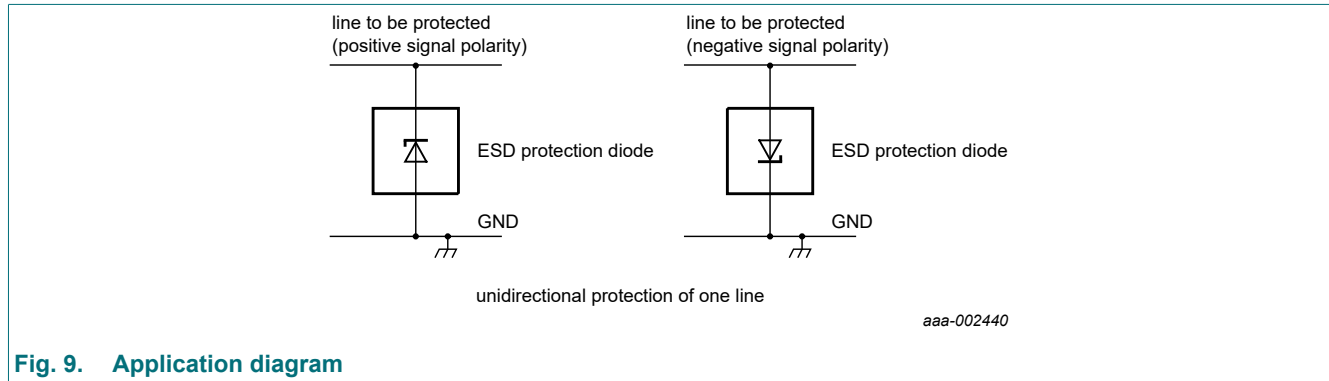 line to be protected
(positive signal polarity)
ESD protection diode
GND
line to be protected
(negative signal polarity)
ESD protection diode
GND
unidirectional protection of one line
aaa-002440
Fig. 9. Application diagram